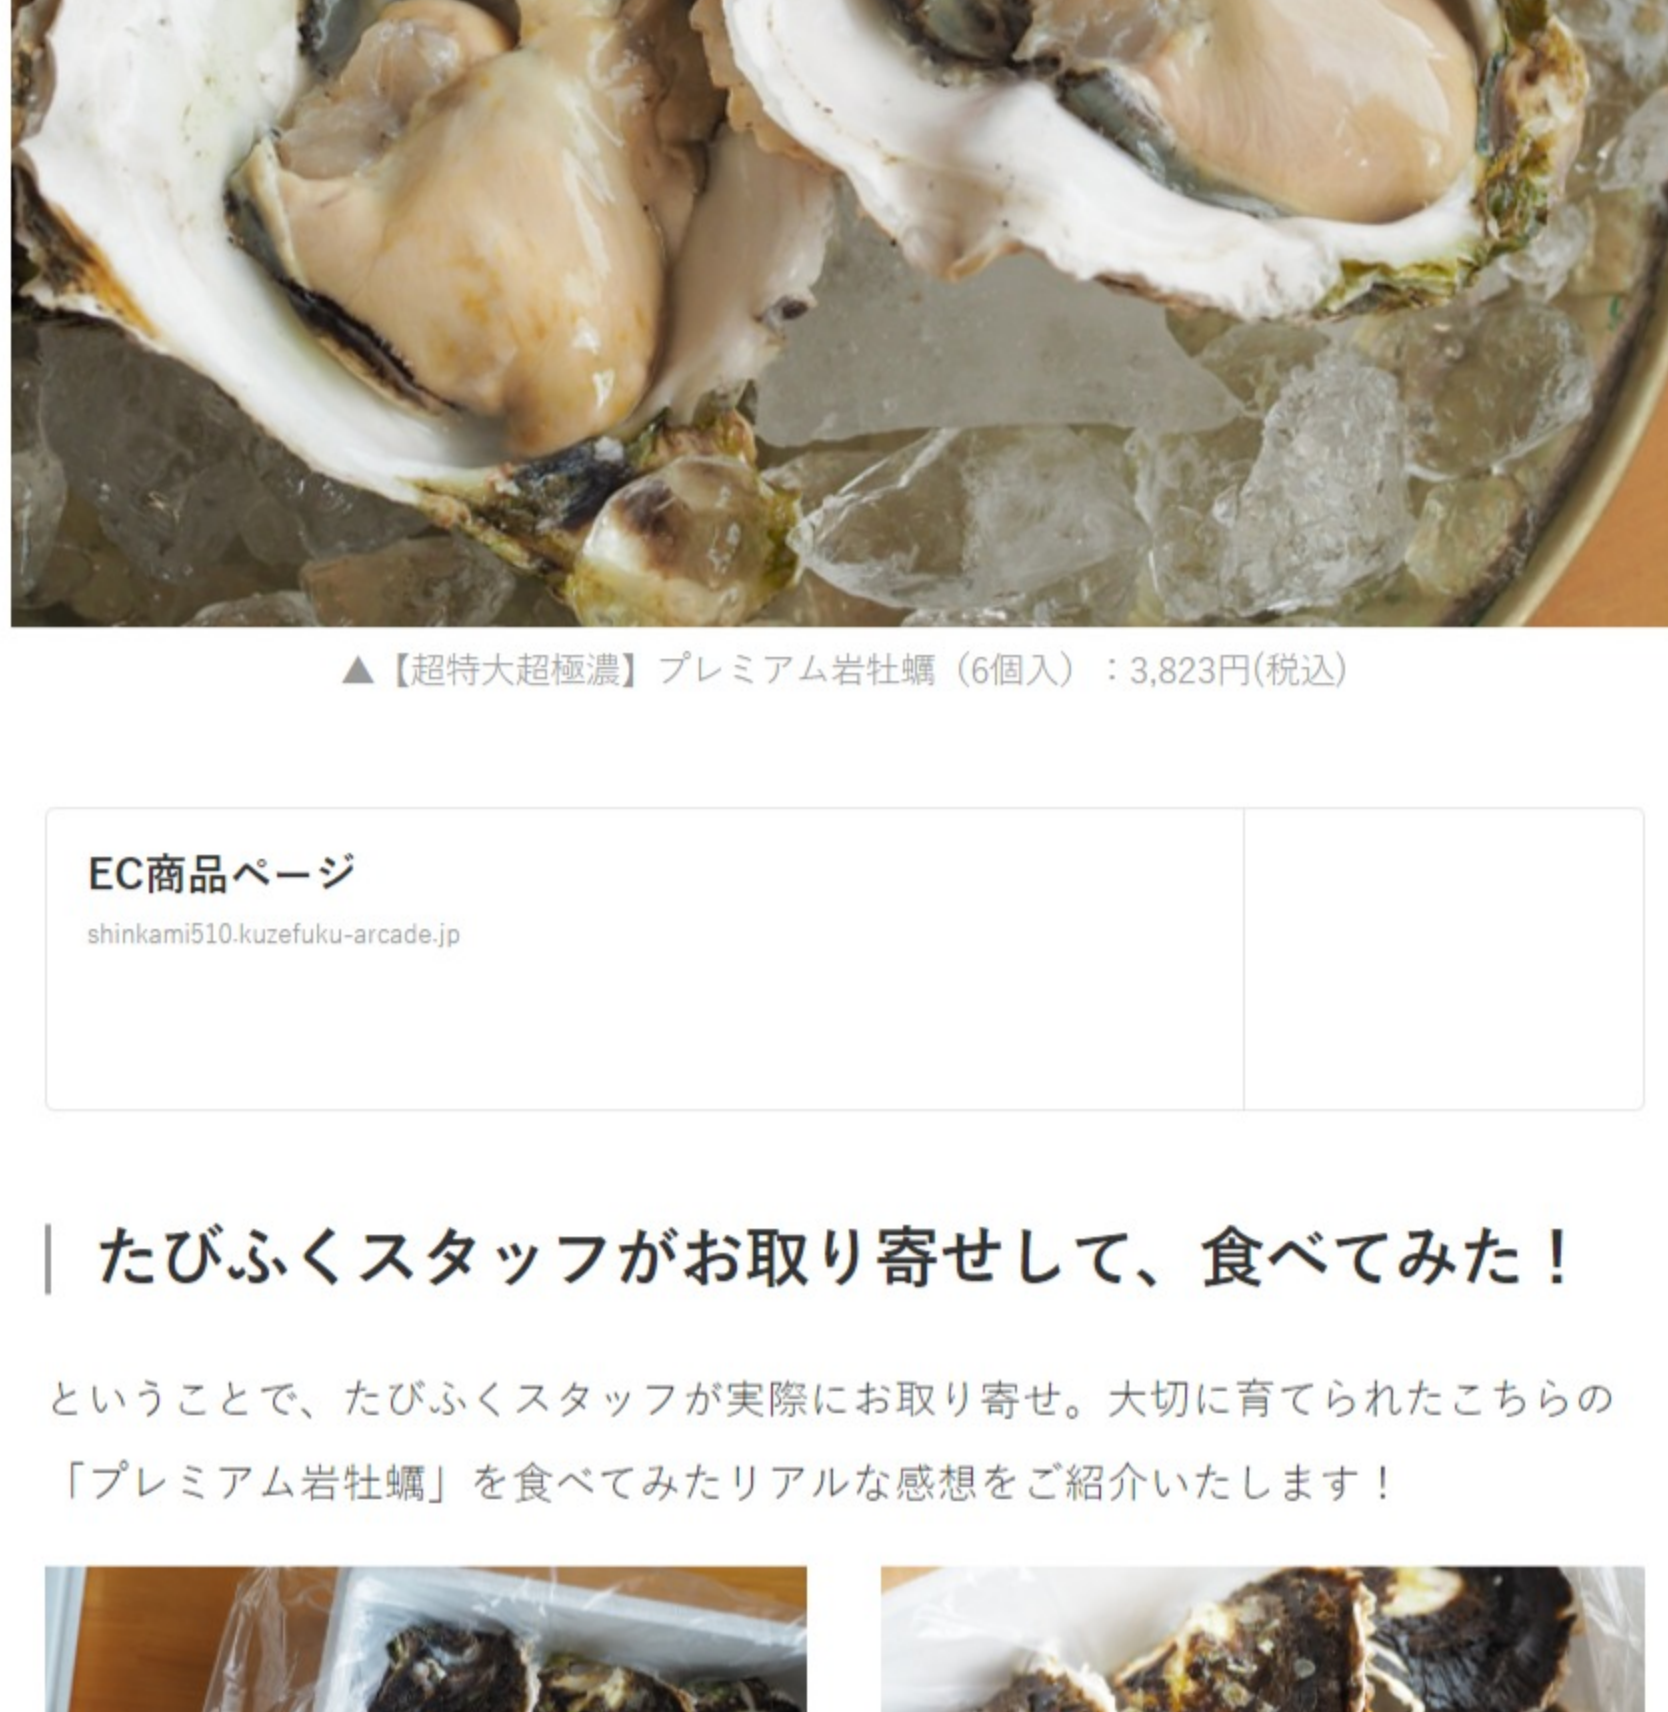 ▲【超特大超極濃】プレミアム岩牡蠣（6個入）：3,823円(税込)
EC商品ページ
shinkami510.kuzefuku-arcade.jp
たびふくスタッフがお取り寄せして、食べてみた！
ということで、たびふくスタッフが実際にお取り寄せ。大切に育てられたこちらの
「プレミアム岩牡蠣」を食べてみたリアルな感想をご紹介いたします！